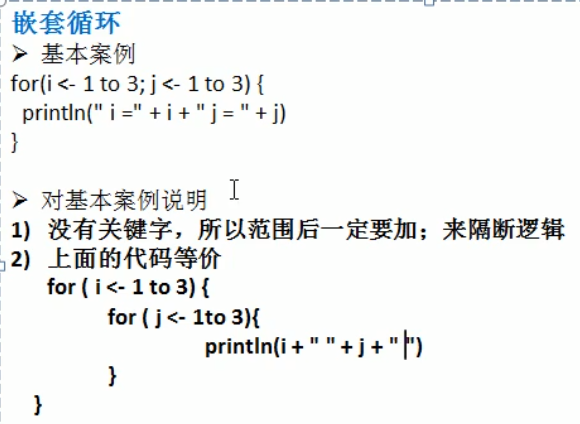 嵌套循环
➢ 基本案例
for(i <- 1 to 3; j <- 1 to 3) {
println(" i =" + i + " j = " + j)
}
➢ 对基本案例说明
1) 没有关键字，所以范围后一定要加；来隔断逻辑
2) 上面的代码等价
for ( i <- 1 to 3) {
for ( j <- 1to 3){
println(i + " " + j + " ")
}
}